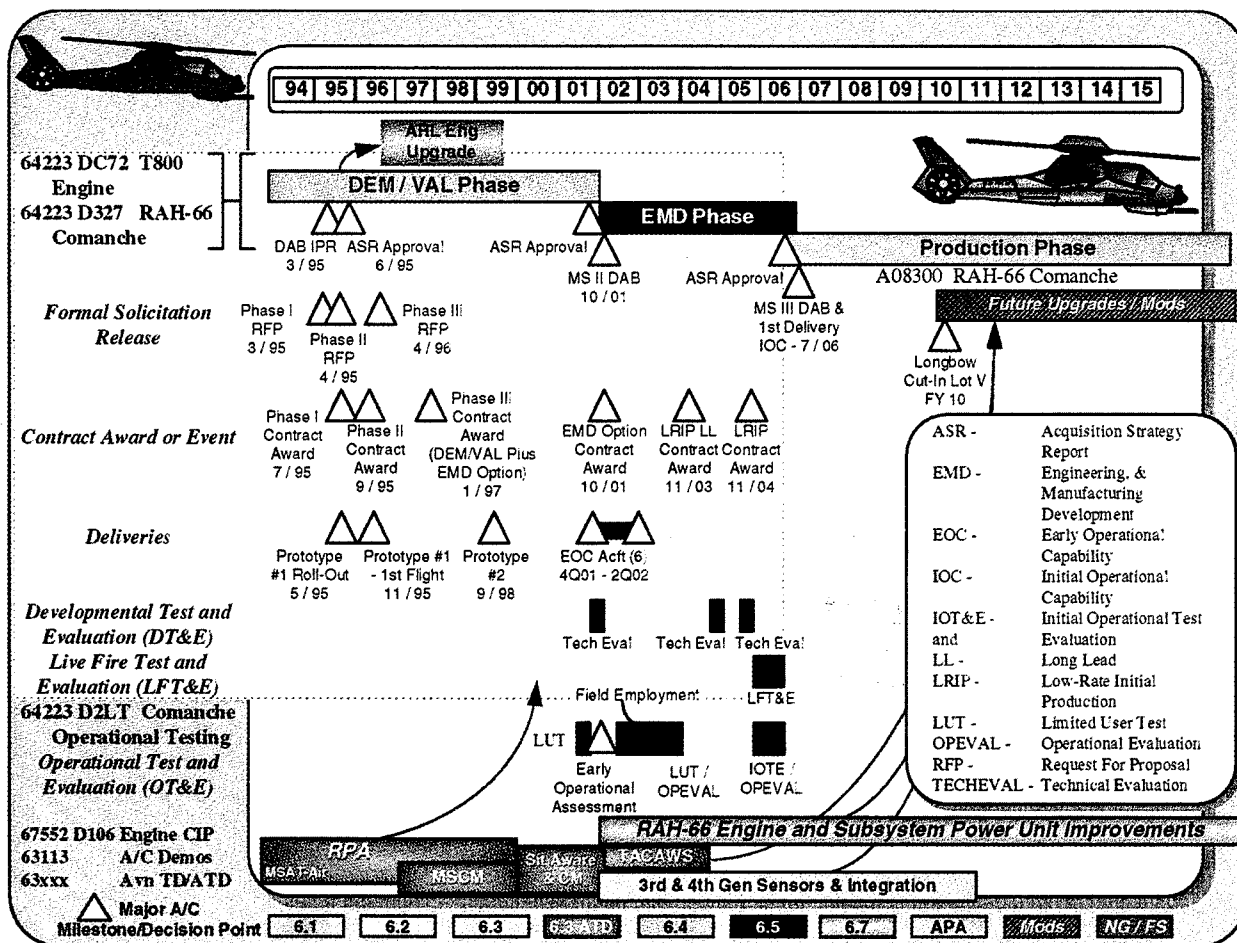 94 95 96 97 98 99 00 01 02 03 04 05 06 07 08 09 10 11 12 13 14 15
ARL Eng
Upgrade
64223 DC72 T800
Engine
64223 D327 RAH-66
Comanche
DEM / VAL Phase
EMD Phase
Production Phase
A08300 RAH-66 Comanche
Future Upgrades / Mods
DAB IPR
3 / 95
ASR Approval
6 / 95
ASR Approval
MS II DAB
10 / 01
ASR Approval
MS III DAB &
1st Delivery
IOC - 7 / 06
Longbow
Cut-In Lot V
FY 10
Formal Solicitation
Release
Phase I
RFP
3 / 95
Phase II
RFP
4 / 95
Phase III
RFP
4 / 96
Contract Award or Event
Phase I
Contract
Award
7 / 95
Phase II
Contract
Award
9 / 95
Phase III
Contract
Award
(DEM/VAL Plus
EMD Option)
1 / 97
EMD Option
Contract
Award
10 / 01
LRIP LL
Contract
Award
11 / 03
LRIP
Contract
Award
11 / 04
Deliveries
Prototype
#1 Roll-Out
5 / 95
Prototype #1
- 1st Flight
11 / 95
Prototype
#2
9 / 98
EOC Acft (6)
4Q01 - 2Q02
Developmental Test and
Evaluation (DT&E)
Live Fire Test and
Evaluation (LFT&E)
Tech Eval
Tech Eval
Tech Eval
LFT&E
64223 D2LT Comanche
Operational Testing
Operational Test and
Evaluation (OT&E)
Field Employment
LUT
Early
Operational
Assessment
LUT /
OPEVAL
IOTE /
OPEVAL
ASR - Acquisition Strategy
Report
EMD - Engineering, &
Manufacturing
Development
EOC - Early Operational
Capability
IOC - Initial Operational
Capability
IOT&E - Initial Operational Test
and Evaluation
LL - Long Lead
LRIP - Low-Rate Initial
Production
LUT - Limited User Test
OPEVAL - Operational Evaluation
RFP - Request For Proposal
TECHEVAL - Technical Evaluation
67552 D106 Engine CIP
63113 A/C Demos
63xxx Avn TD/ATD
RAH-66 Engine and Subsystem Power Unit Improvements
RPA
MSAT-Air
MSCM
Sit Aware
& CM
TACAWS
3rd & 4th Gen Sensors & Integration
Major A/C
Milestone/Decision Point
6.1 6.2 6.3 6.3 ATD 6.4 6.5 6.7 APA Mods NG / FS